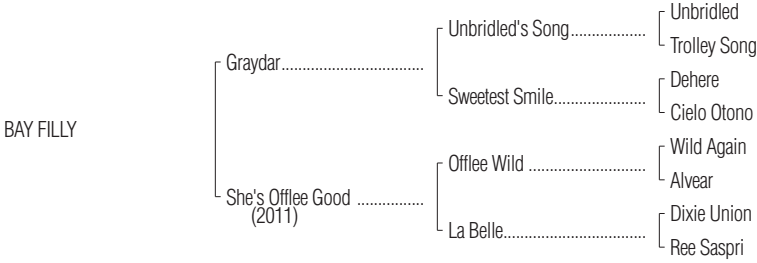 Unbridled
Unbridled's Song..................
Trolley Song
Graydar..................................
Dehere
Sweetest Smile......................
Cielo Otono
BAY FILLY
Wild Again
Offlee Wild ............................
Alvear
She's Offlee Good ................
(2011)
Dixie Union
La Belle..................................
Ree Saspri